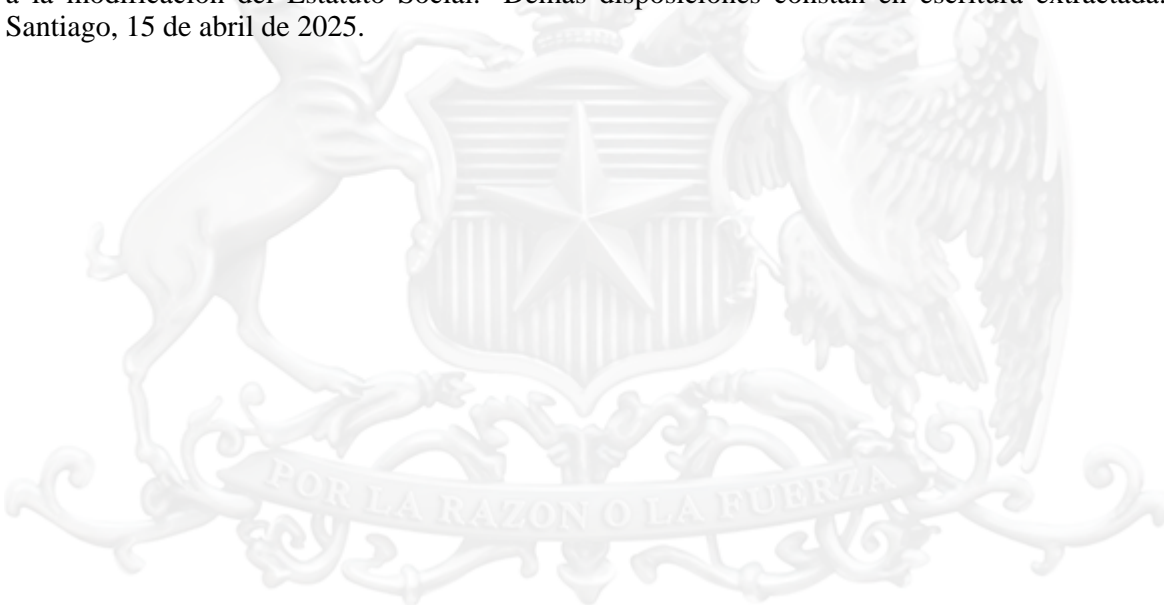 a la modificación del Estatuto Social.- Demás disposiciones constan en escritura extractada.
Santiago, 15 de abril de 2025.
POR LA RAZON O LA FUERZA